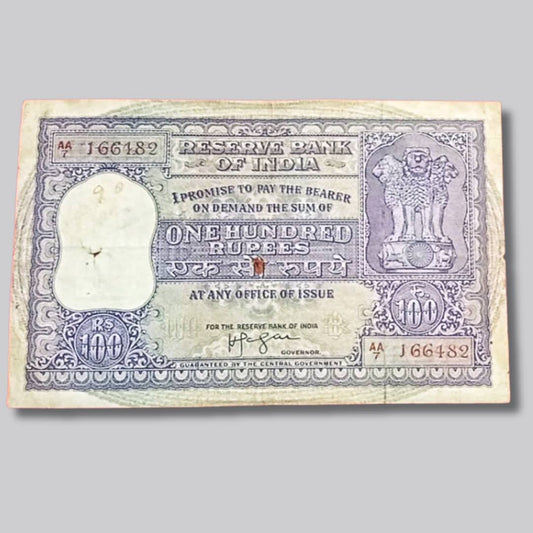 AA/7 166482
RESERVE BANK
OF INDIA
I PROMISE TO PAY THE BEARER
ON DEMAND THE SUM OF
ONE HUNDRED
RUPEES
एक सौ रुपये
AT ANY OFFICE OF ISSUE
FOR THE RESERVE BANK OF INDIA
GOVERNOR.
GUARANTEED BY THE CENTRAL GOVERNMENT
RS
100
रु
100
AA/7 166482